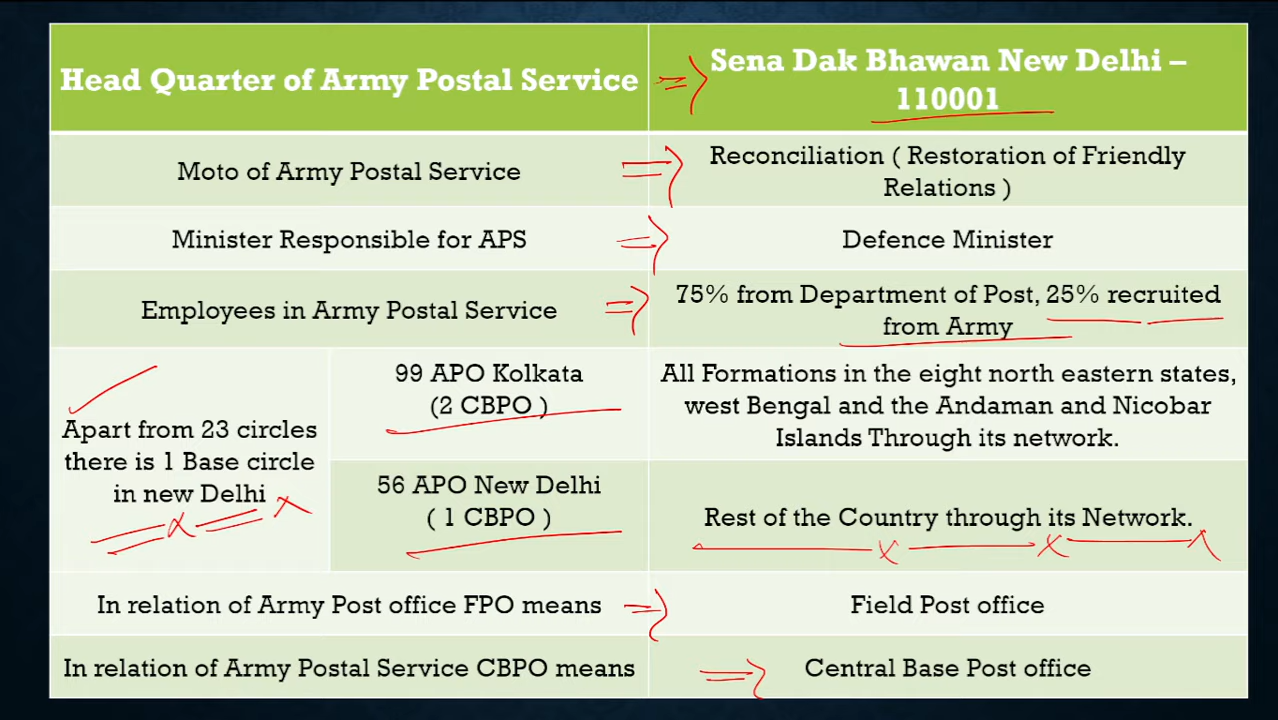 Head Quarter of Army Postal Service
Sena Dak Bhawan New Delhi –
110001
Moto of Army Postal Service
Reconciliation ( Restoration of Friendly
Relations )
Minister Responsible for APS
Defence Minister
Employees in Army Postal Service
75% from Department of Post, 25% recruited
from Army
Apart from 23 circles
there is 1 Base circle
in new Delhi
99 APO Kolkata
(2 CBPO )
All Formations in the eight north eastern states,
west Bengal and the Andaman and Nicobar
Islands Through its network.
56 APO New Delhi
( 1 CBPO )
Rest of the Country through its Network.
In relation of Army Post office FPO means
Field Post office
In relation of Army Postal Service CBPO means
Central Base Post office